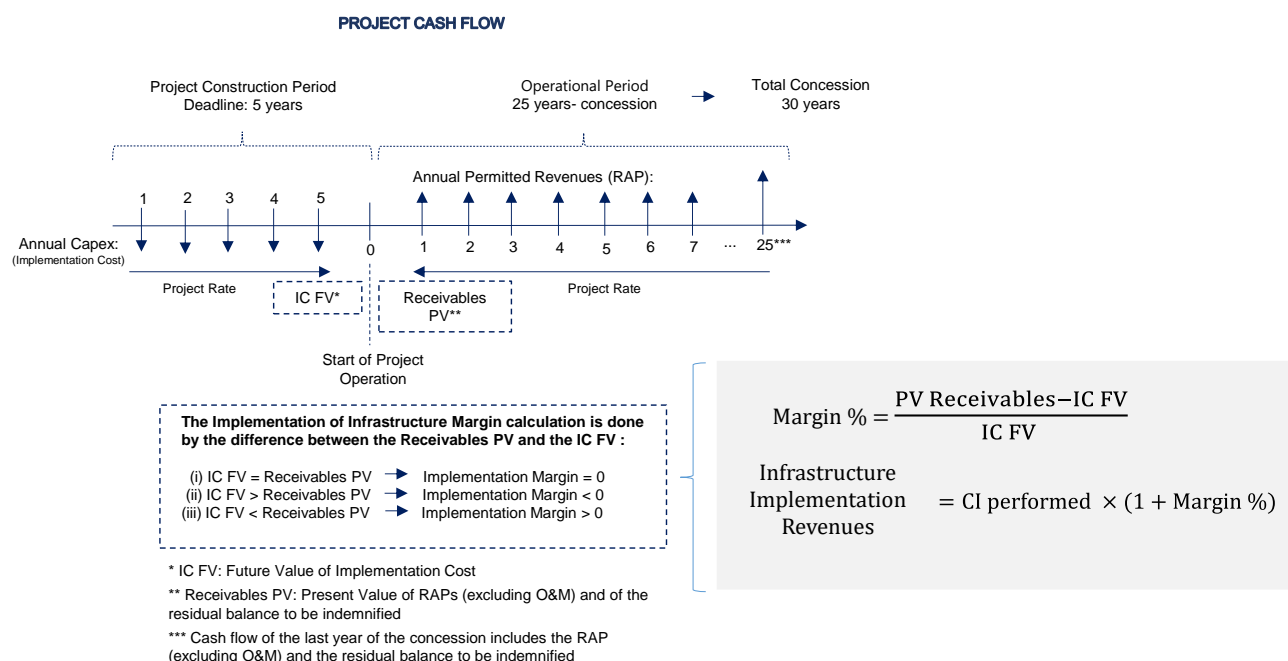 PROJECT CASH FLOW
Project Construction Period
Deadline: 5 years
Operational Period
25 years- concession
Total Concession
30 years
Annual Permitted Revenues (RAP):
1 2 3 4 5
Annual Capex:
(Implementation Cost)
0 1 2 3 4 5 6 7 ... 25***
Project Rate
IC FV*
Receivables
PV**
Project Rate
Start of Project
Operation
The Implementation of Infrastructure Margin calculation is done
by the difference between the Receivables PV and the IC FV :
(i) IC FV = Receivables PV Implementation Margin = 0
(ii) IC FV > Receivables PV Implementation Margin < 0
(iii) IC FV < Receivables PV Implementation Margin > 0
Margin % = PV Receivables−IC FV
IC FV
Infrastructure
Implementation
Revenues
= CI performed × (1 + Margin %)
* IC FV: Future Value of Implementation Cost
** Receivables PV: Present Value of RAPs (excluding O&M) and of the
residual balance to be indemnified
*** Cash flow of the last year of the concession includes the RAP
(excluding O&M) and the residual balance to be indemnified